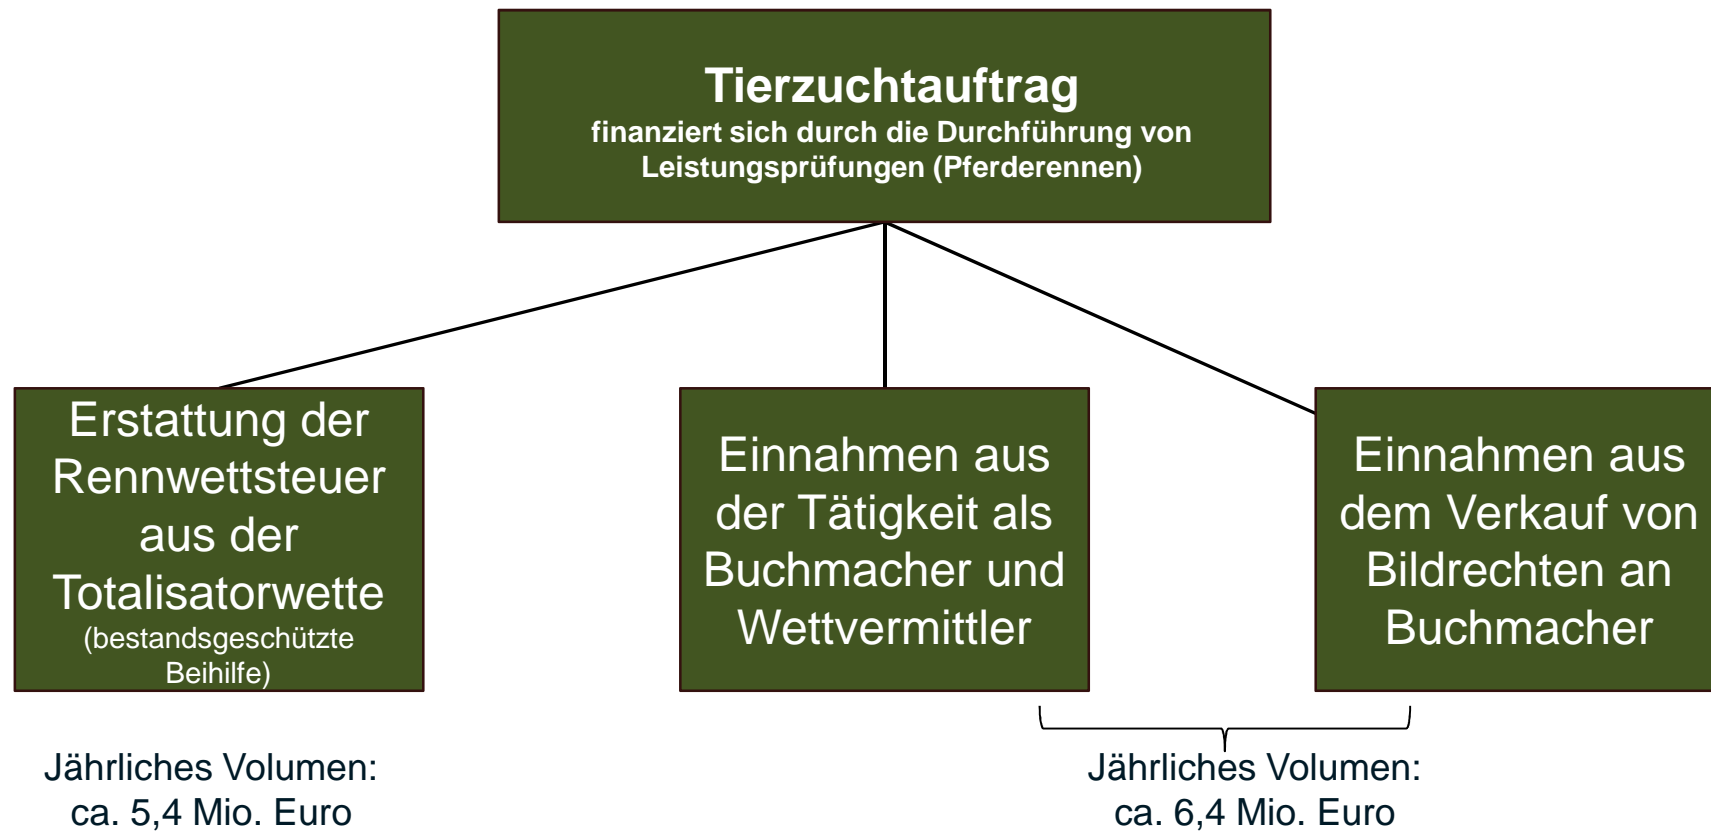 Tierzuchtauftrag
finanziert sich durch die Durchführung von
Leistungsprüfungen (Pferderennen)
Erstattung der
Rennwettsteuer
aus der
Totalisatorwette
(bestandsgeschützte
Beihilfe)
Einnahmen aus
der Tätigkeit als
Buchmacher und
Wettvermittler
Einnahmen aus
dem Verkauf von
Bildrechten an
Buchmacher
Jährliches Volumen:
ca. 5,4 Mio. Euro
Jährliches Volumen:
ca. 6,4 Mio. Euro